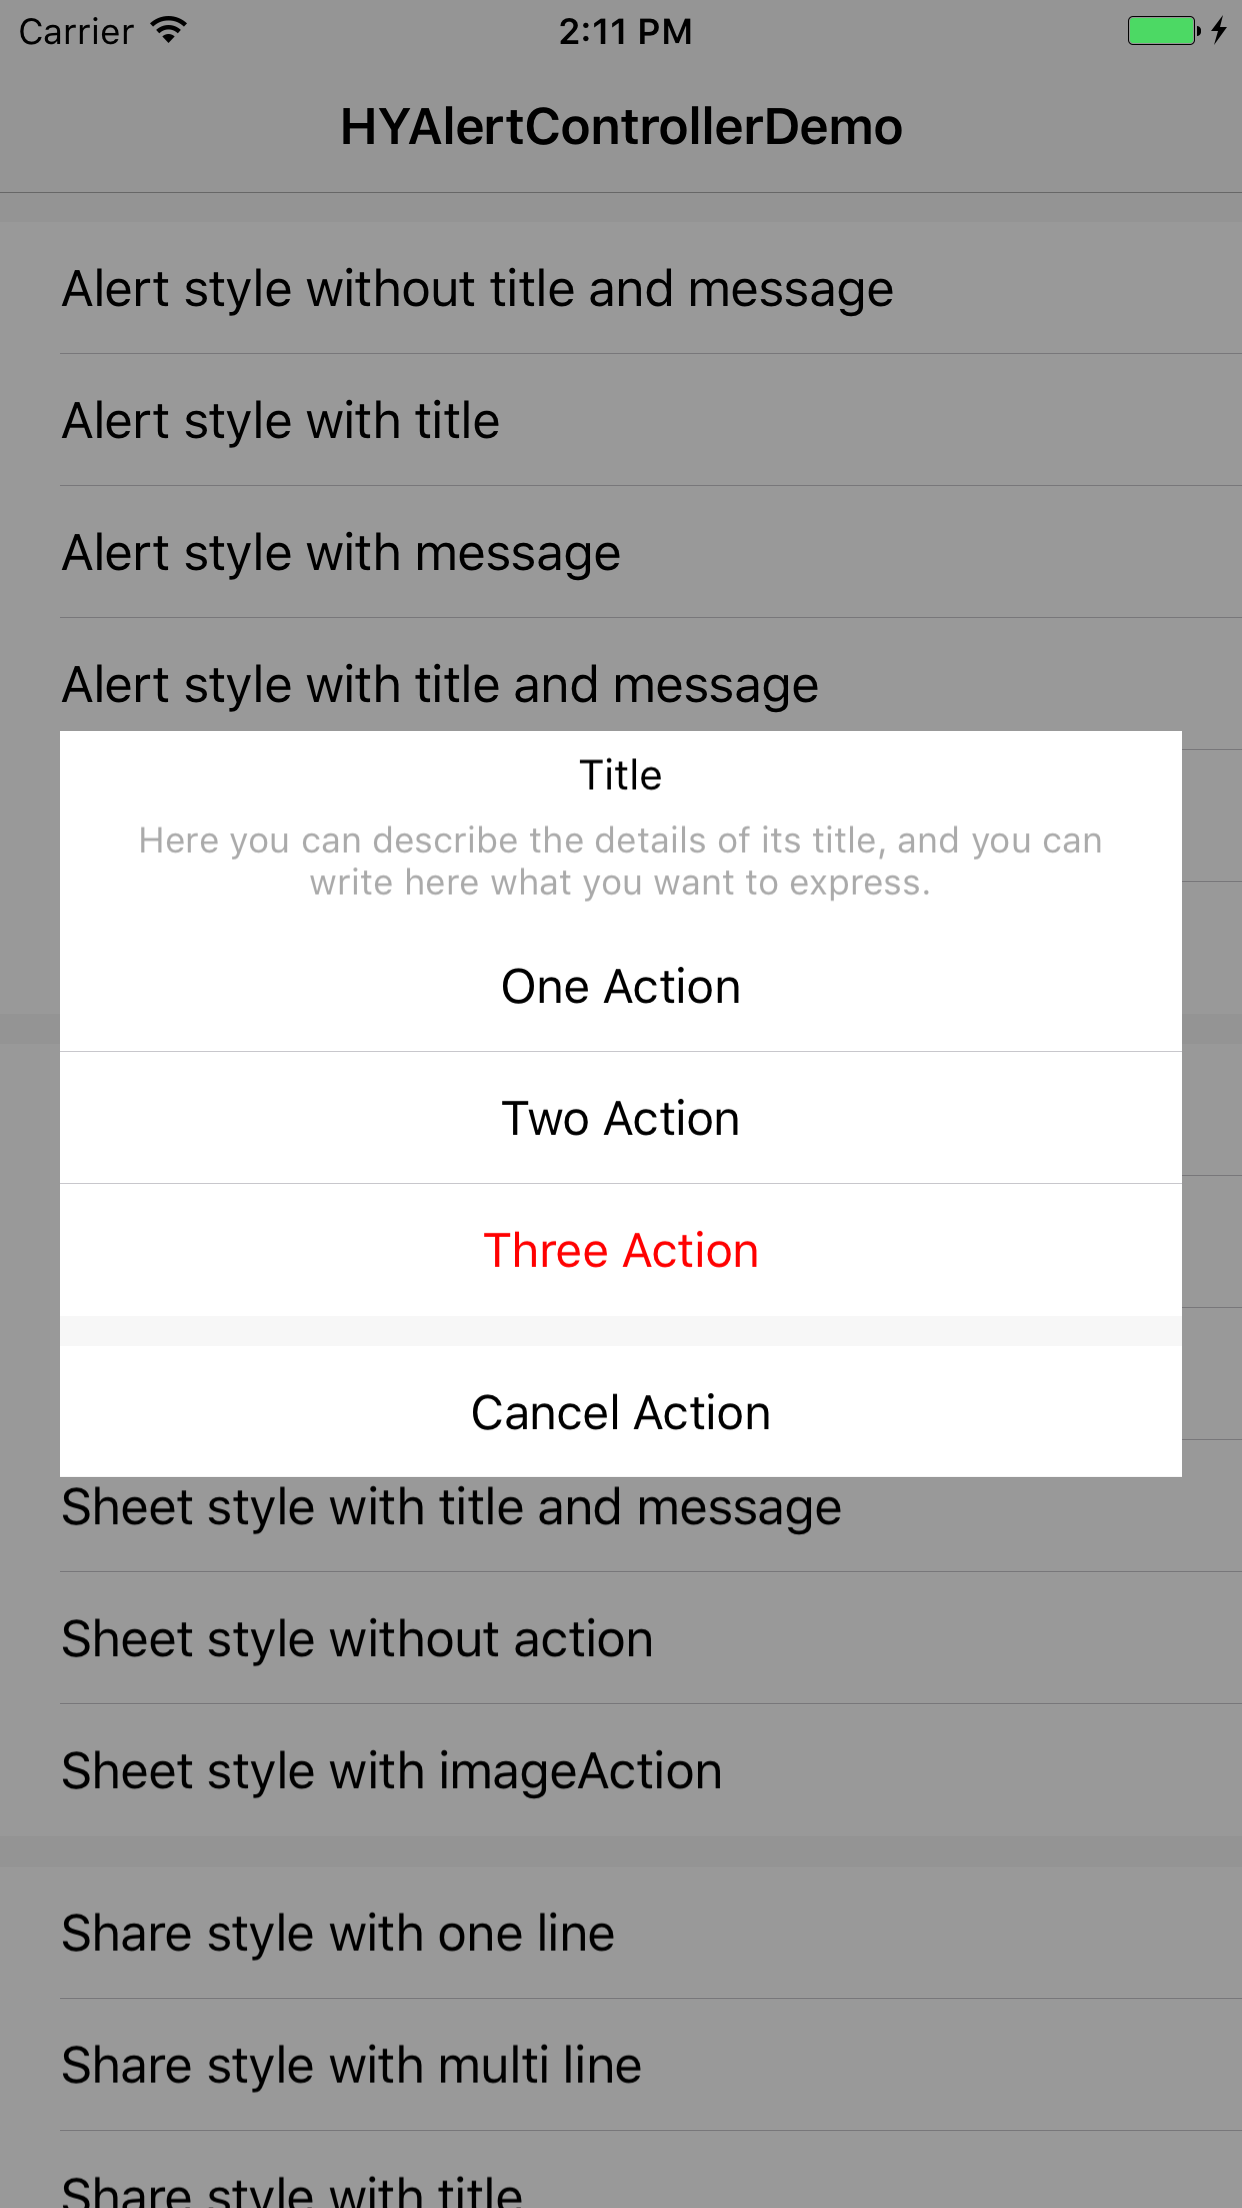 Carrier 2:11 PM
HYAlertControllerDemo
Alert style without title and message
Alert style with title
Alert style with message
Alert style with title and message
Title
Here you can describe the details of its title, and you can
write here what you want to express.
One Action
Two Action
Three Action
Cancel Action
Sheet style with title and message
Sheet style without action
Sheet style with imageAction
Share style with one line
Share style with multi line
Share style with title